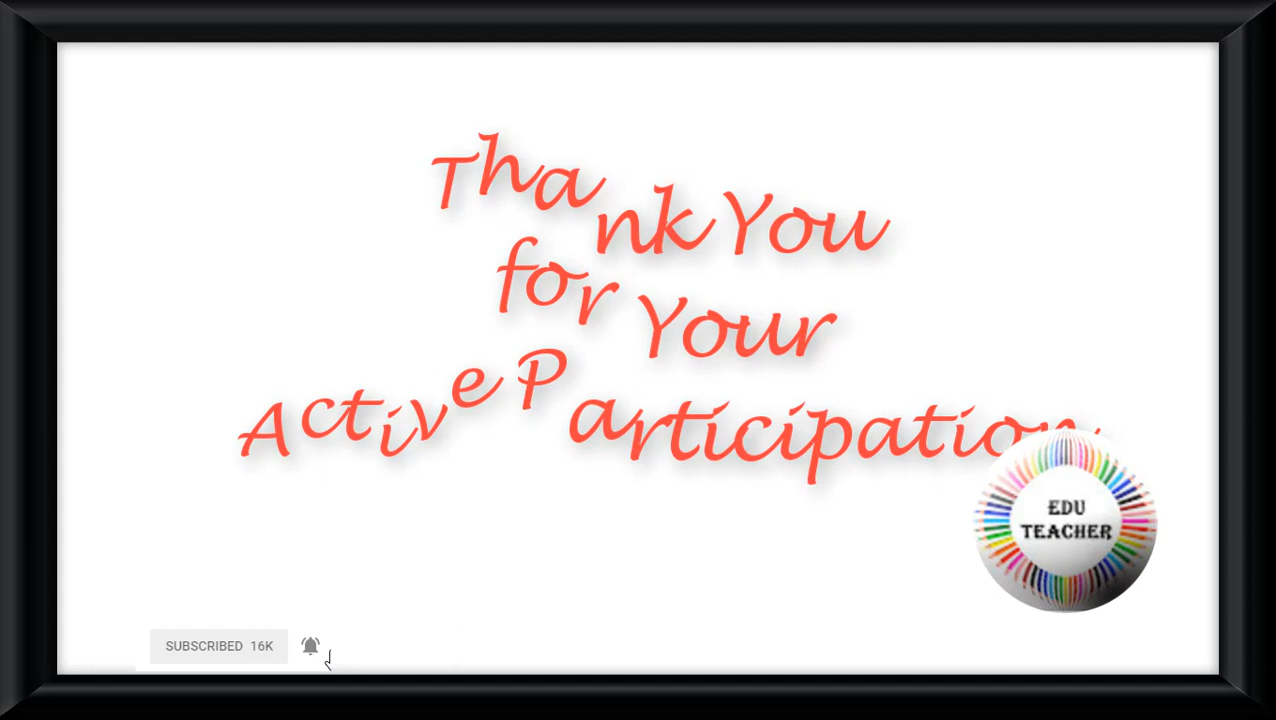 Thank You
for Your
Active Participation
EDU
TEACHER
SUBSCRIBED 16K